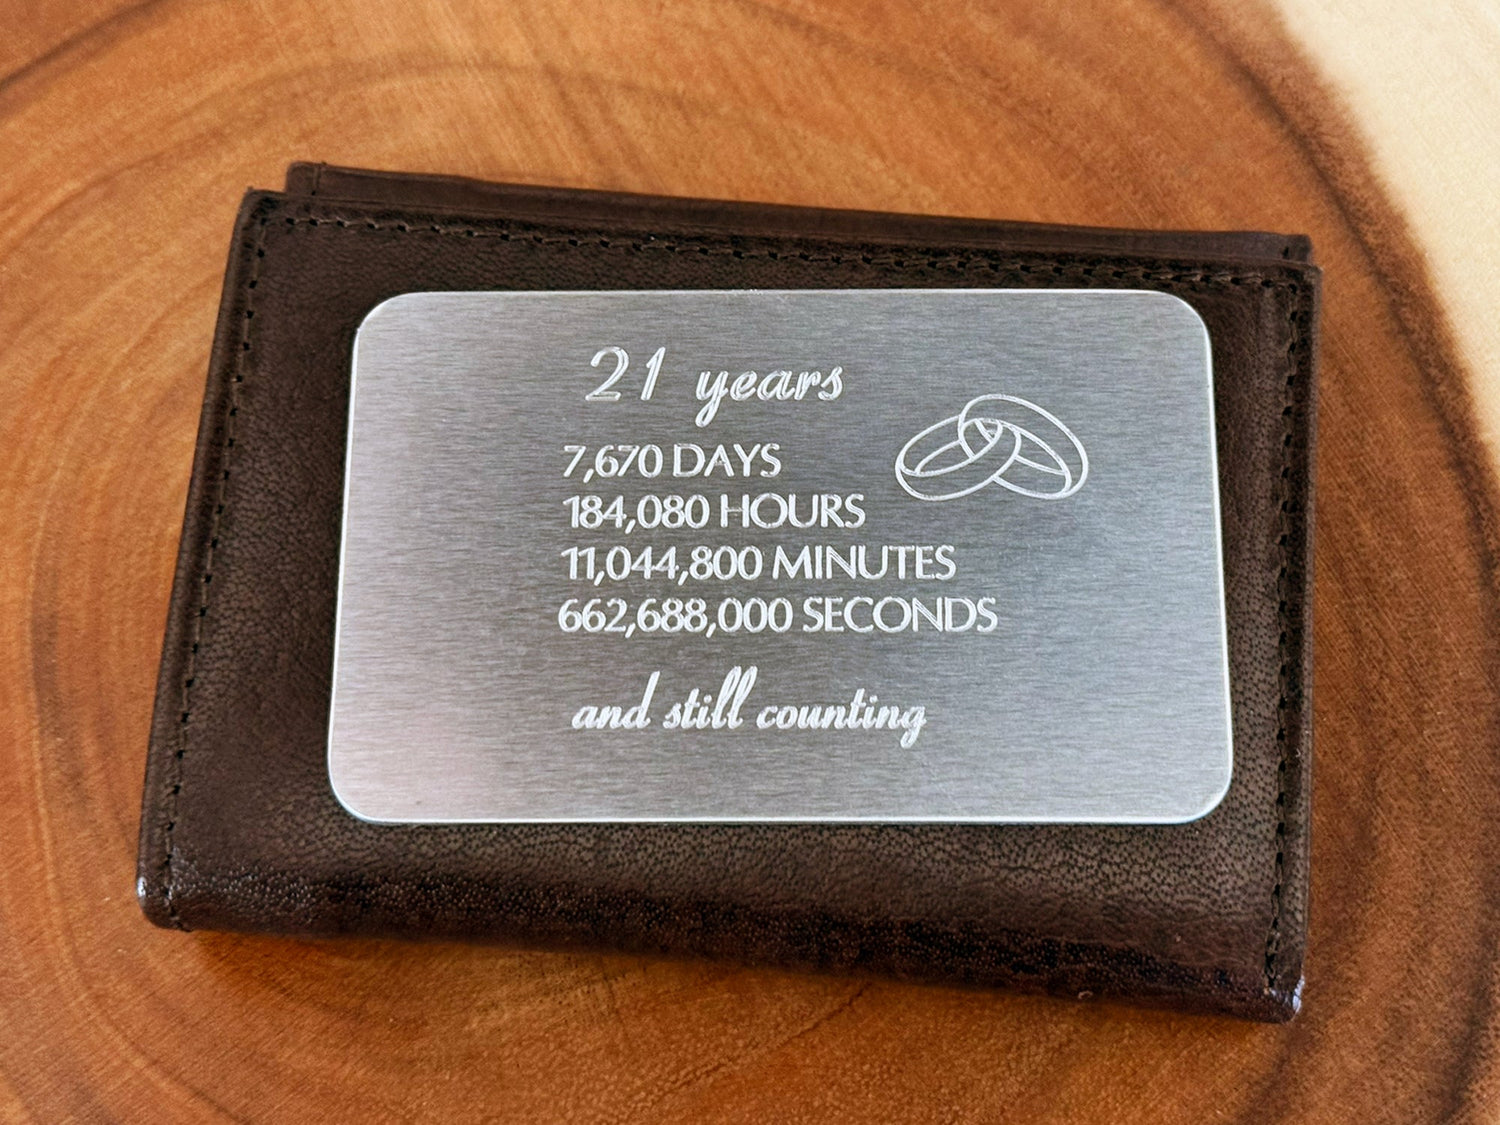 21 years
7,670 DAYS
184,080 HOURS
11,044,800 MINUTES
662,688,000 SECONDS
and still counting